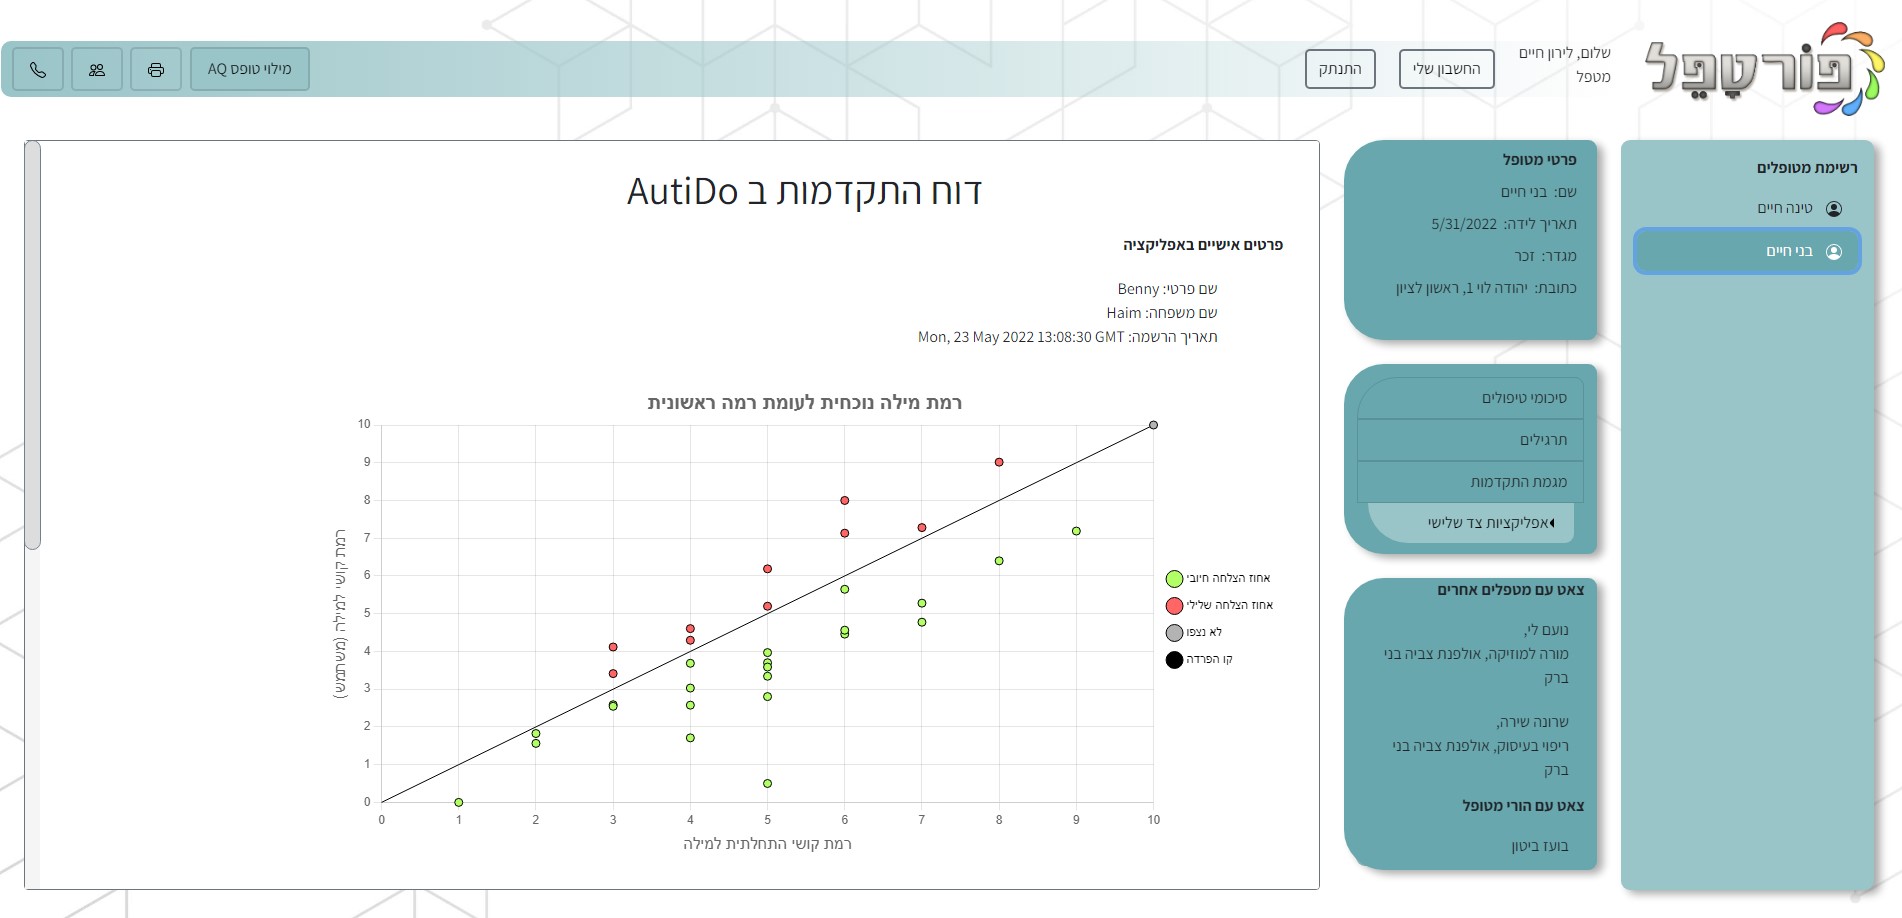 פורטפל
שלום, לירון חיים
מטפל
החשבון שלי
התנתק
מילוי טופס AQ
רשימת מטופלים
טינה חיים
בני חיים
פרטי מטופל
שם: בני חיים
תאריך לידה: 5/31/2022
מגדר: זכר
כתובת: יהודה לוי 1, ראשון לציון
סיכומי טיפולים
תרגילים
מגמת התקדמות
אפליקציות צד שלישי
צאט עם מטפלים אחרים
נועם לי,
מורה למוזיקה, אולפנת צביה בני
ברק
שרונה שירה,
ריפוי בעיסוק, אולפנת צביה בני
ברק
צאט עם הורי מטופל
בועז ביטון
דוח התקדמות ב AutiDo
פרטים אישיים באפליקציה
שם פרטי: Benny
שם משפחה: Haim
תאריך הרשמה: Mon, 23 May 2022 13:08:30 GMT
רמת מילה נוכחית לעומת רמה ראשונית
10
9
8
7
6
5
4
3
2
1
0
רמת קושי למילה (משתמש)
0 1 2 3 4 5 6 7 8 9 10
רמת קושי התחלתית למילה
אחוז הצלחה חיובי
אחוז הצלחה שלילי
לא נצפו
קו הפרדה